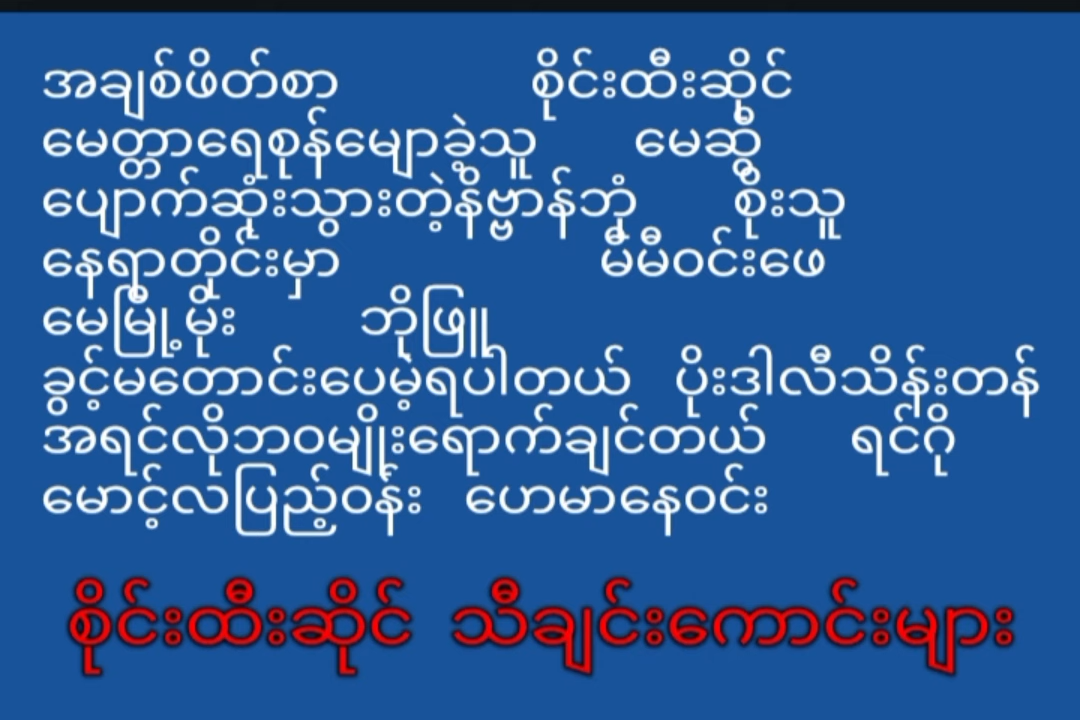 အချစ်ဖိတ်စာ စိုင်းထီးဆိုင်
မေတ္တာရေစုန်မျောခဲ့သူ မေဆွိ
ပျောက်ဆုံးသွားတဲ့နိဗ္ဗာန်ဘုံ စိုးသူ
နေရာတိုင်းမှာ မီမီဝင်းဖေ
မေမြို့မိုး ဘိုဖြူ
ခွင့်မတောင်းပေမဲ့ရပါတယ် ပိုးဒါလီသိန်းတန်
အရင်လိုဘဝမျိုးရောက်ချင်တယ် ရင်ဂို
မောင့်လပြည့်ဝန်း ဟေမာနေဝင်း
စိုင်းထီးဆိုင် သီချင်းကောင်းများ